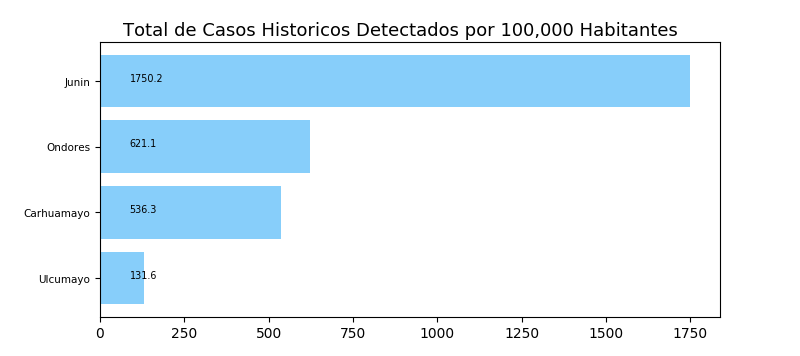 Total de Casos Historicos Detectados por 100,000 Habitantes
Junin 1750.2
Ondores 621.1
Carhuamayo 536.3
Ulcumayo 131.6
0 250 500 750 1000 1250 1500 1750